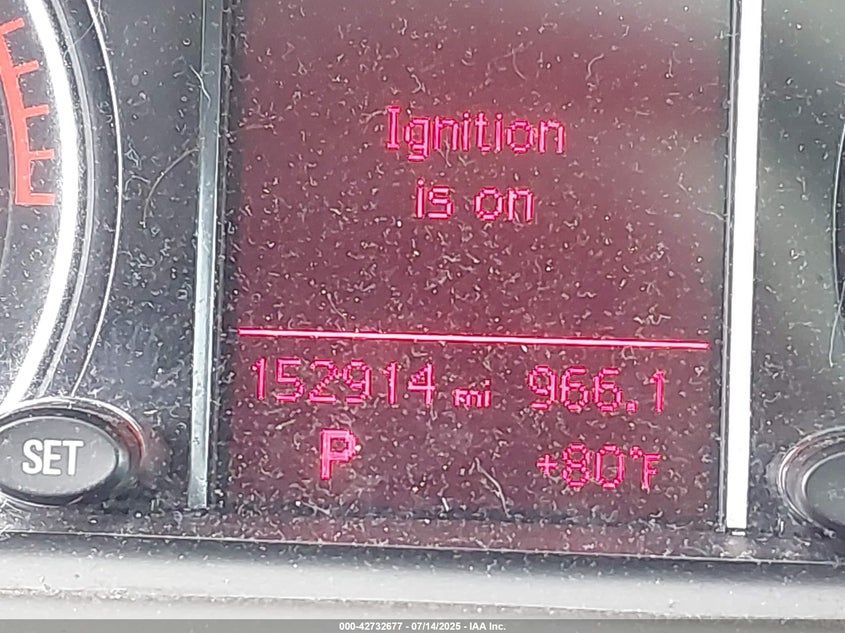 Ignition
is on
152914 mi 966.1
P +80°F
SET
000-42732677 - 07/14/2025 - IAA Inc.